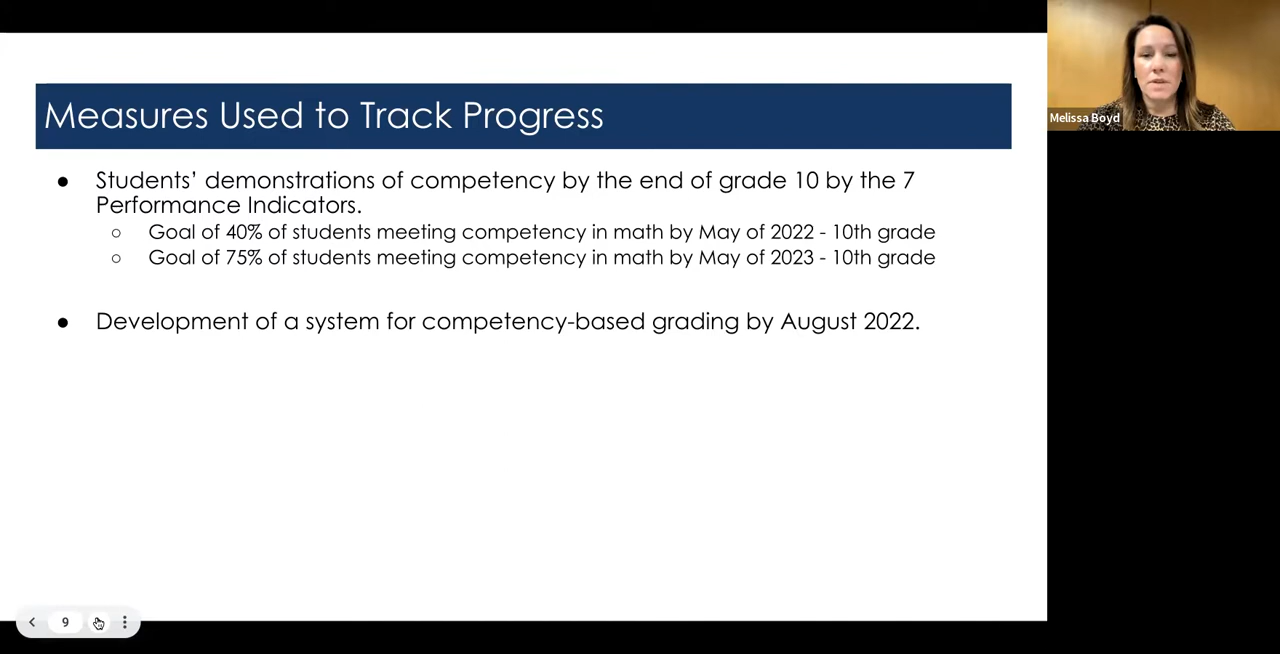 Measures Used to Track Progress
● Students’ demonstrations of competency by the end of grade 10 by the 7
Performance Indicators.
○ Goal of 40% of students meeting competency in math by May of 2022 - 10th grade
○ Goal of 75% of students meeting competency in math by May of 2023 - 10th grade
● Development of a system for competency-based grading by August 2022.
Melissa Boyd
9